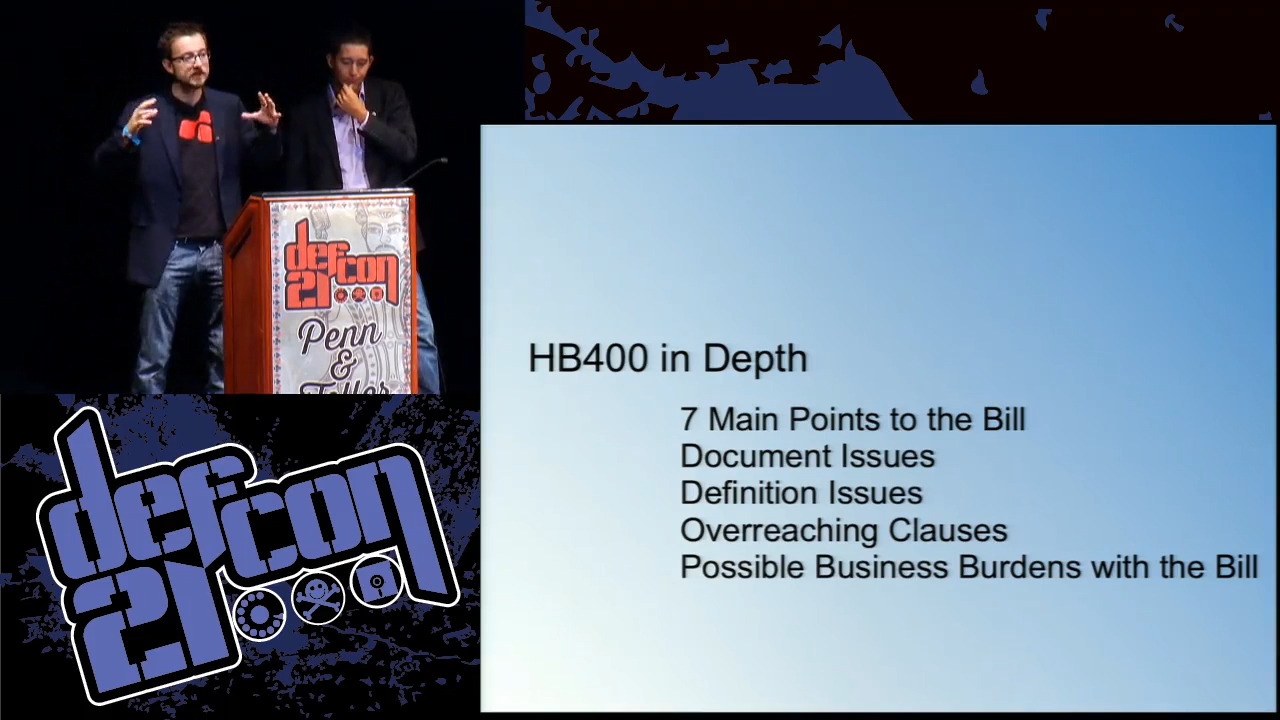 defcon
21
Penn
&
Teller
HB400 in Depth
7 Main Points to the Bill
Document Issues
Definition Issues
Overreaching Clauses
Possible Business Burdens with the Bill
defcon
21